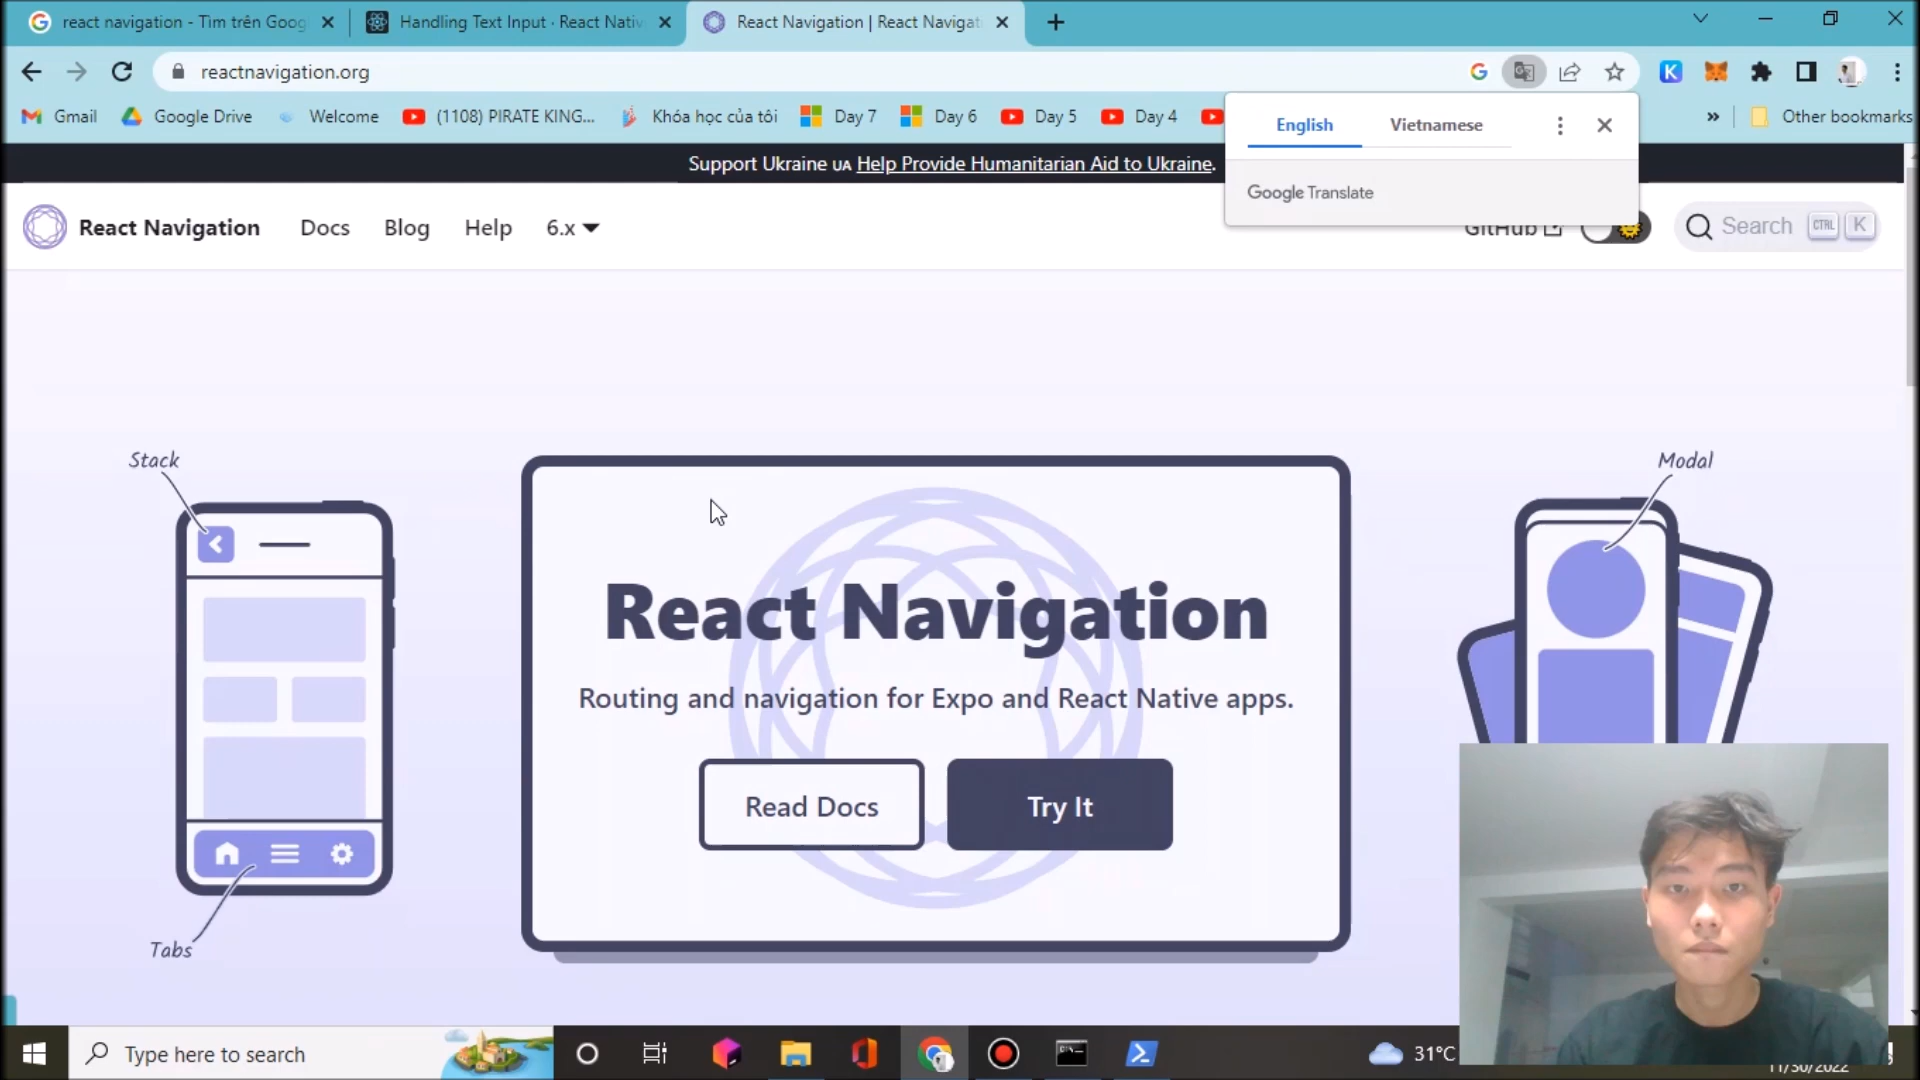 react navigation - Tìm trên Goog
Handling Text Input · React Nativ
React Navigation | React Navigat
reactnavigation.org
Gmail
Google Drive
Welcome
(1108) PIRATE KING...
Khóa học của tôi
Day 7
Day 6
Day 5
Day 4
»
Other bookmarks
English
Vietnamese
Google Translate
Support Ukraine UA Help Provide Humanitarian Aid to Ukraine.
React Navigation
Docs
Blog
Help
6.x
GitHub
Search
CTRL
K
Stack
Modal
React Navigation
Routing and navigation for Expo and React Native apps.
Read Docs
Try It
Tabs
Type here to search
31°C
11/30/2022